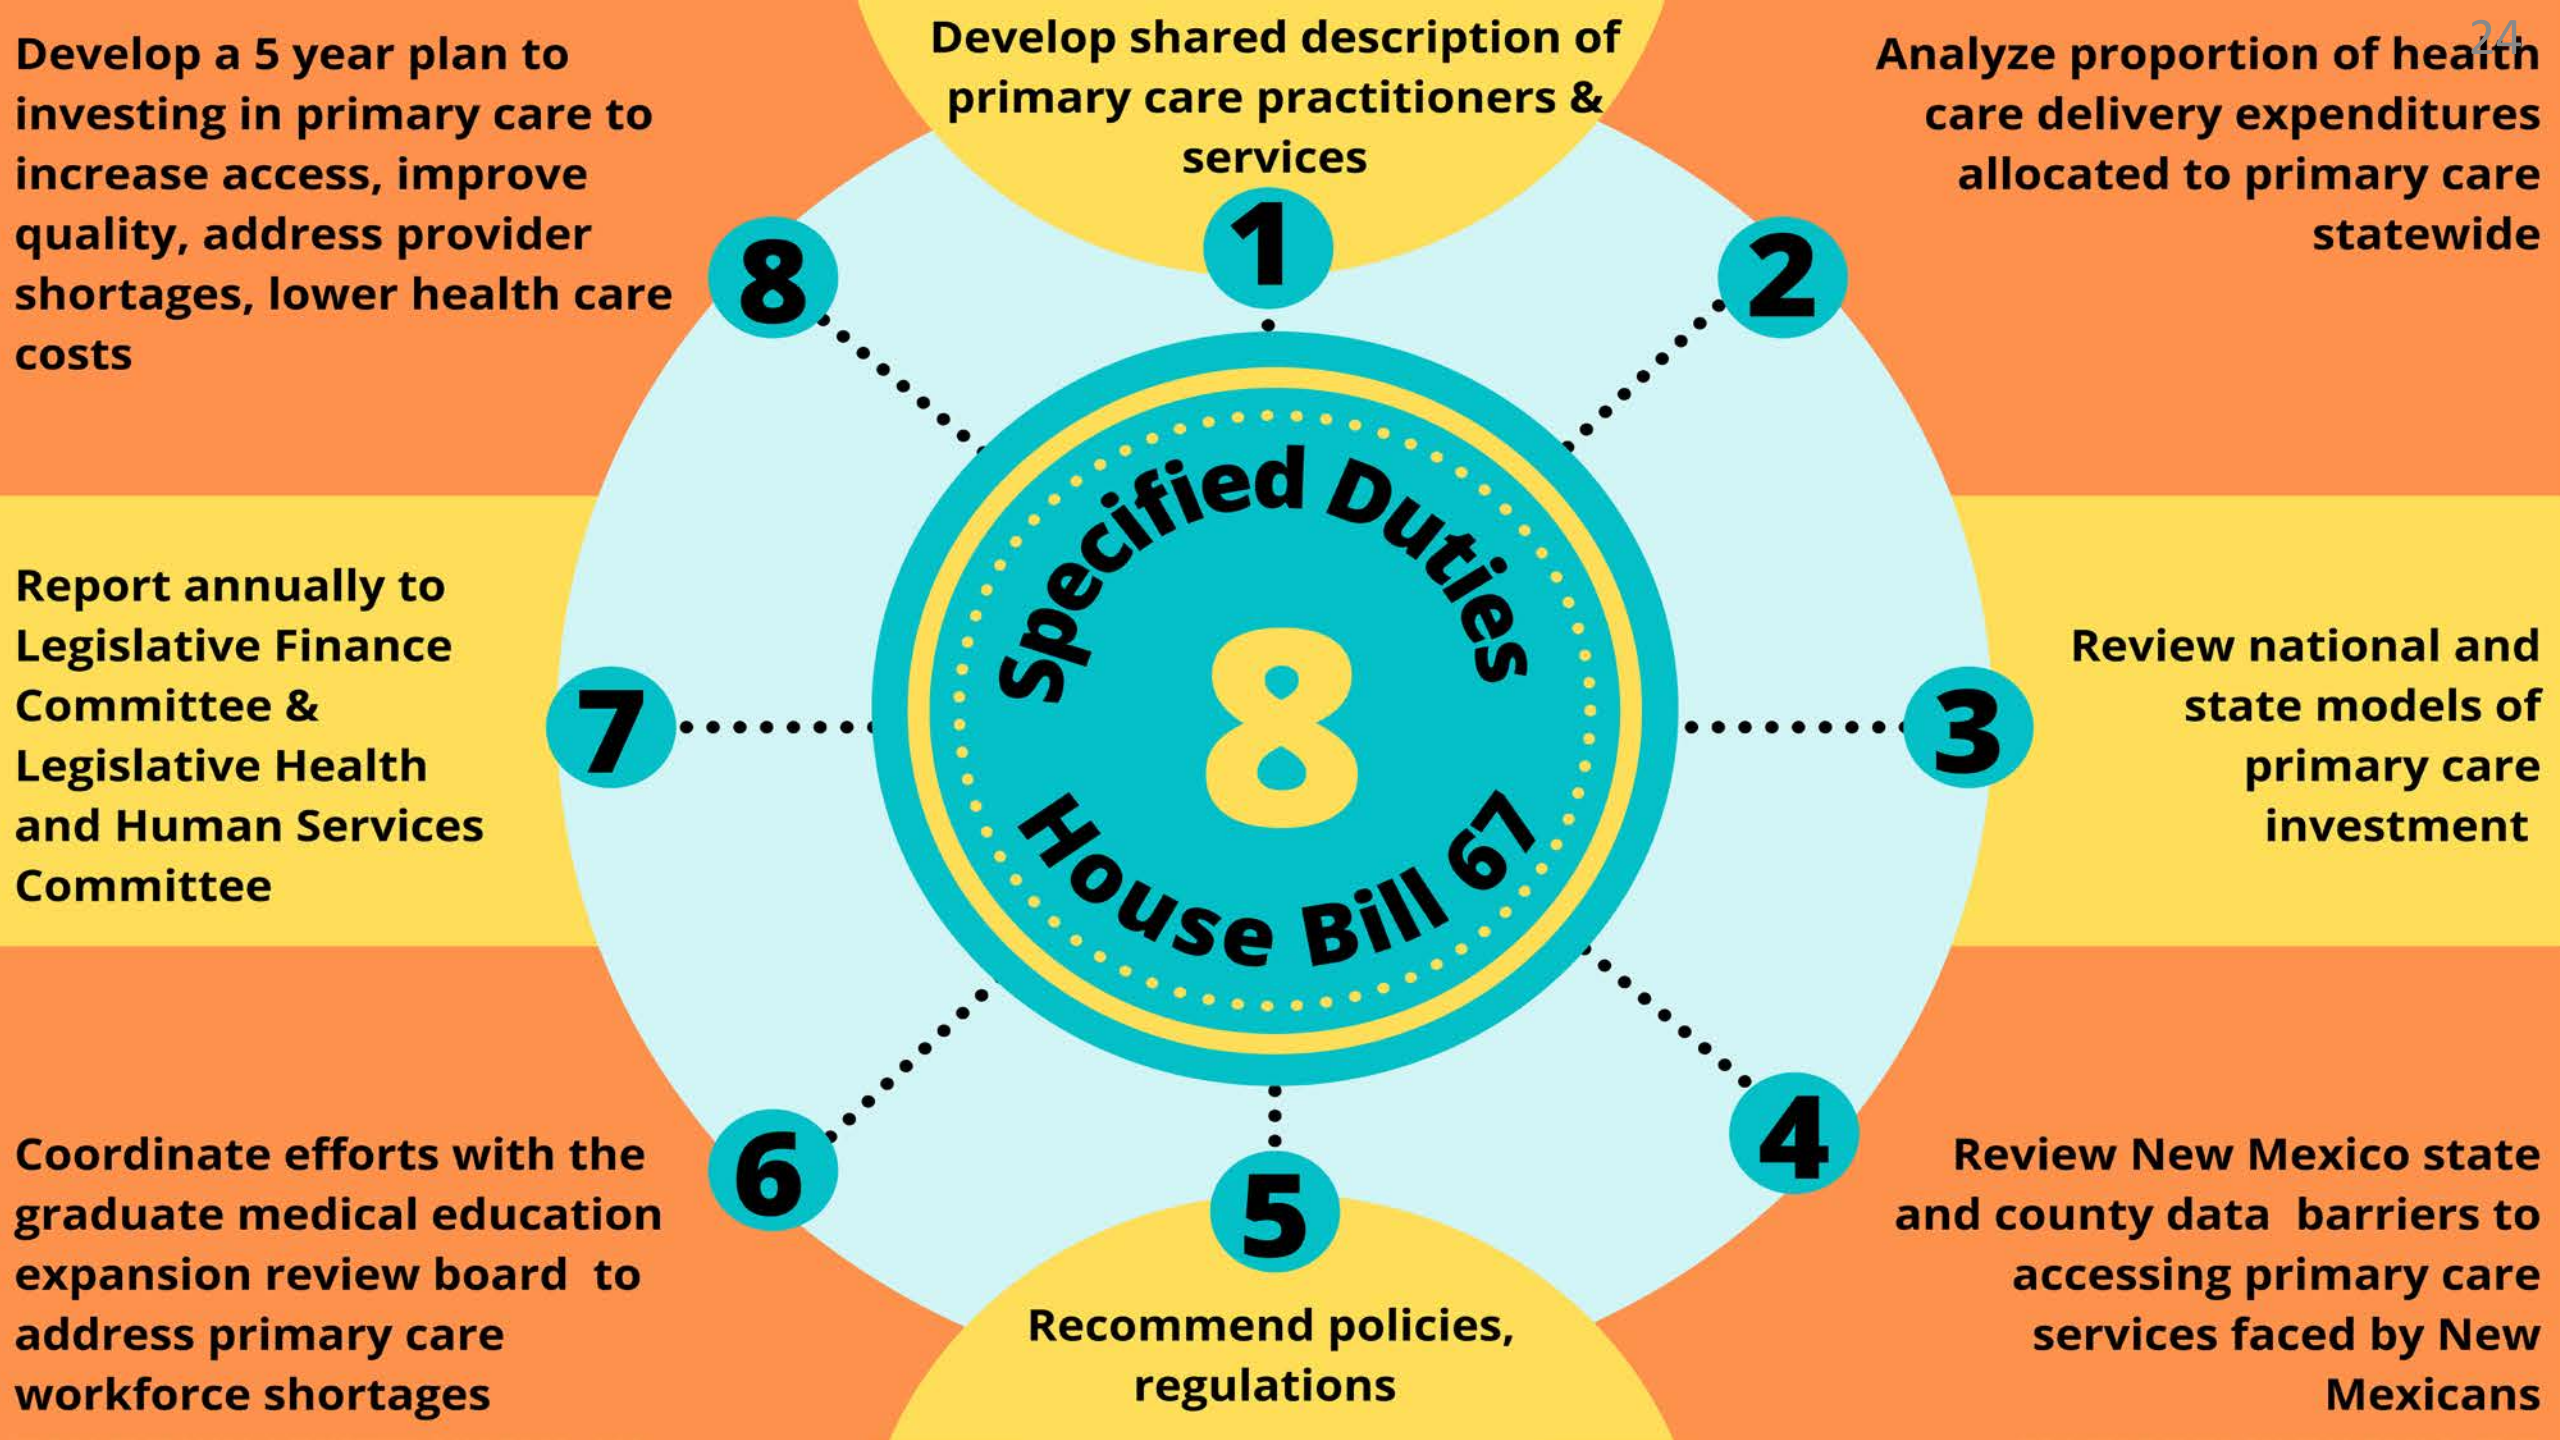 24
Develop shared description of
primary care practitioners &
services
1
Analyze proportion of health
care delivery expenditures
allocated to primary care
statewide
2
Review national and
state models of
primary care
investment
3
Review New Mexico state
and county data  barriers to
accessing primary care
services faced by New
Mexicans
4
5
Recommend policies,
regulations
6
Coordinate efforts with the
graduate medical education
expansion review board  to
address primary care
workforce shortages
7
Report annually to
Legislative Finance
Committee &
Legislative Health
and Human Services
Committee
8
Develop a 5 year plan to
investing in primary care to
increase access, improve
quality, address provider
shortages, lower health care
costs
Specified Duties
8
House Bill 67